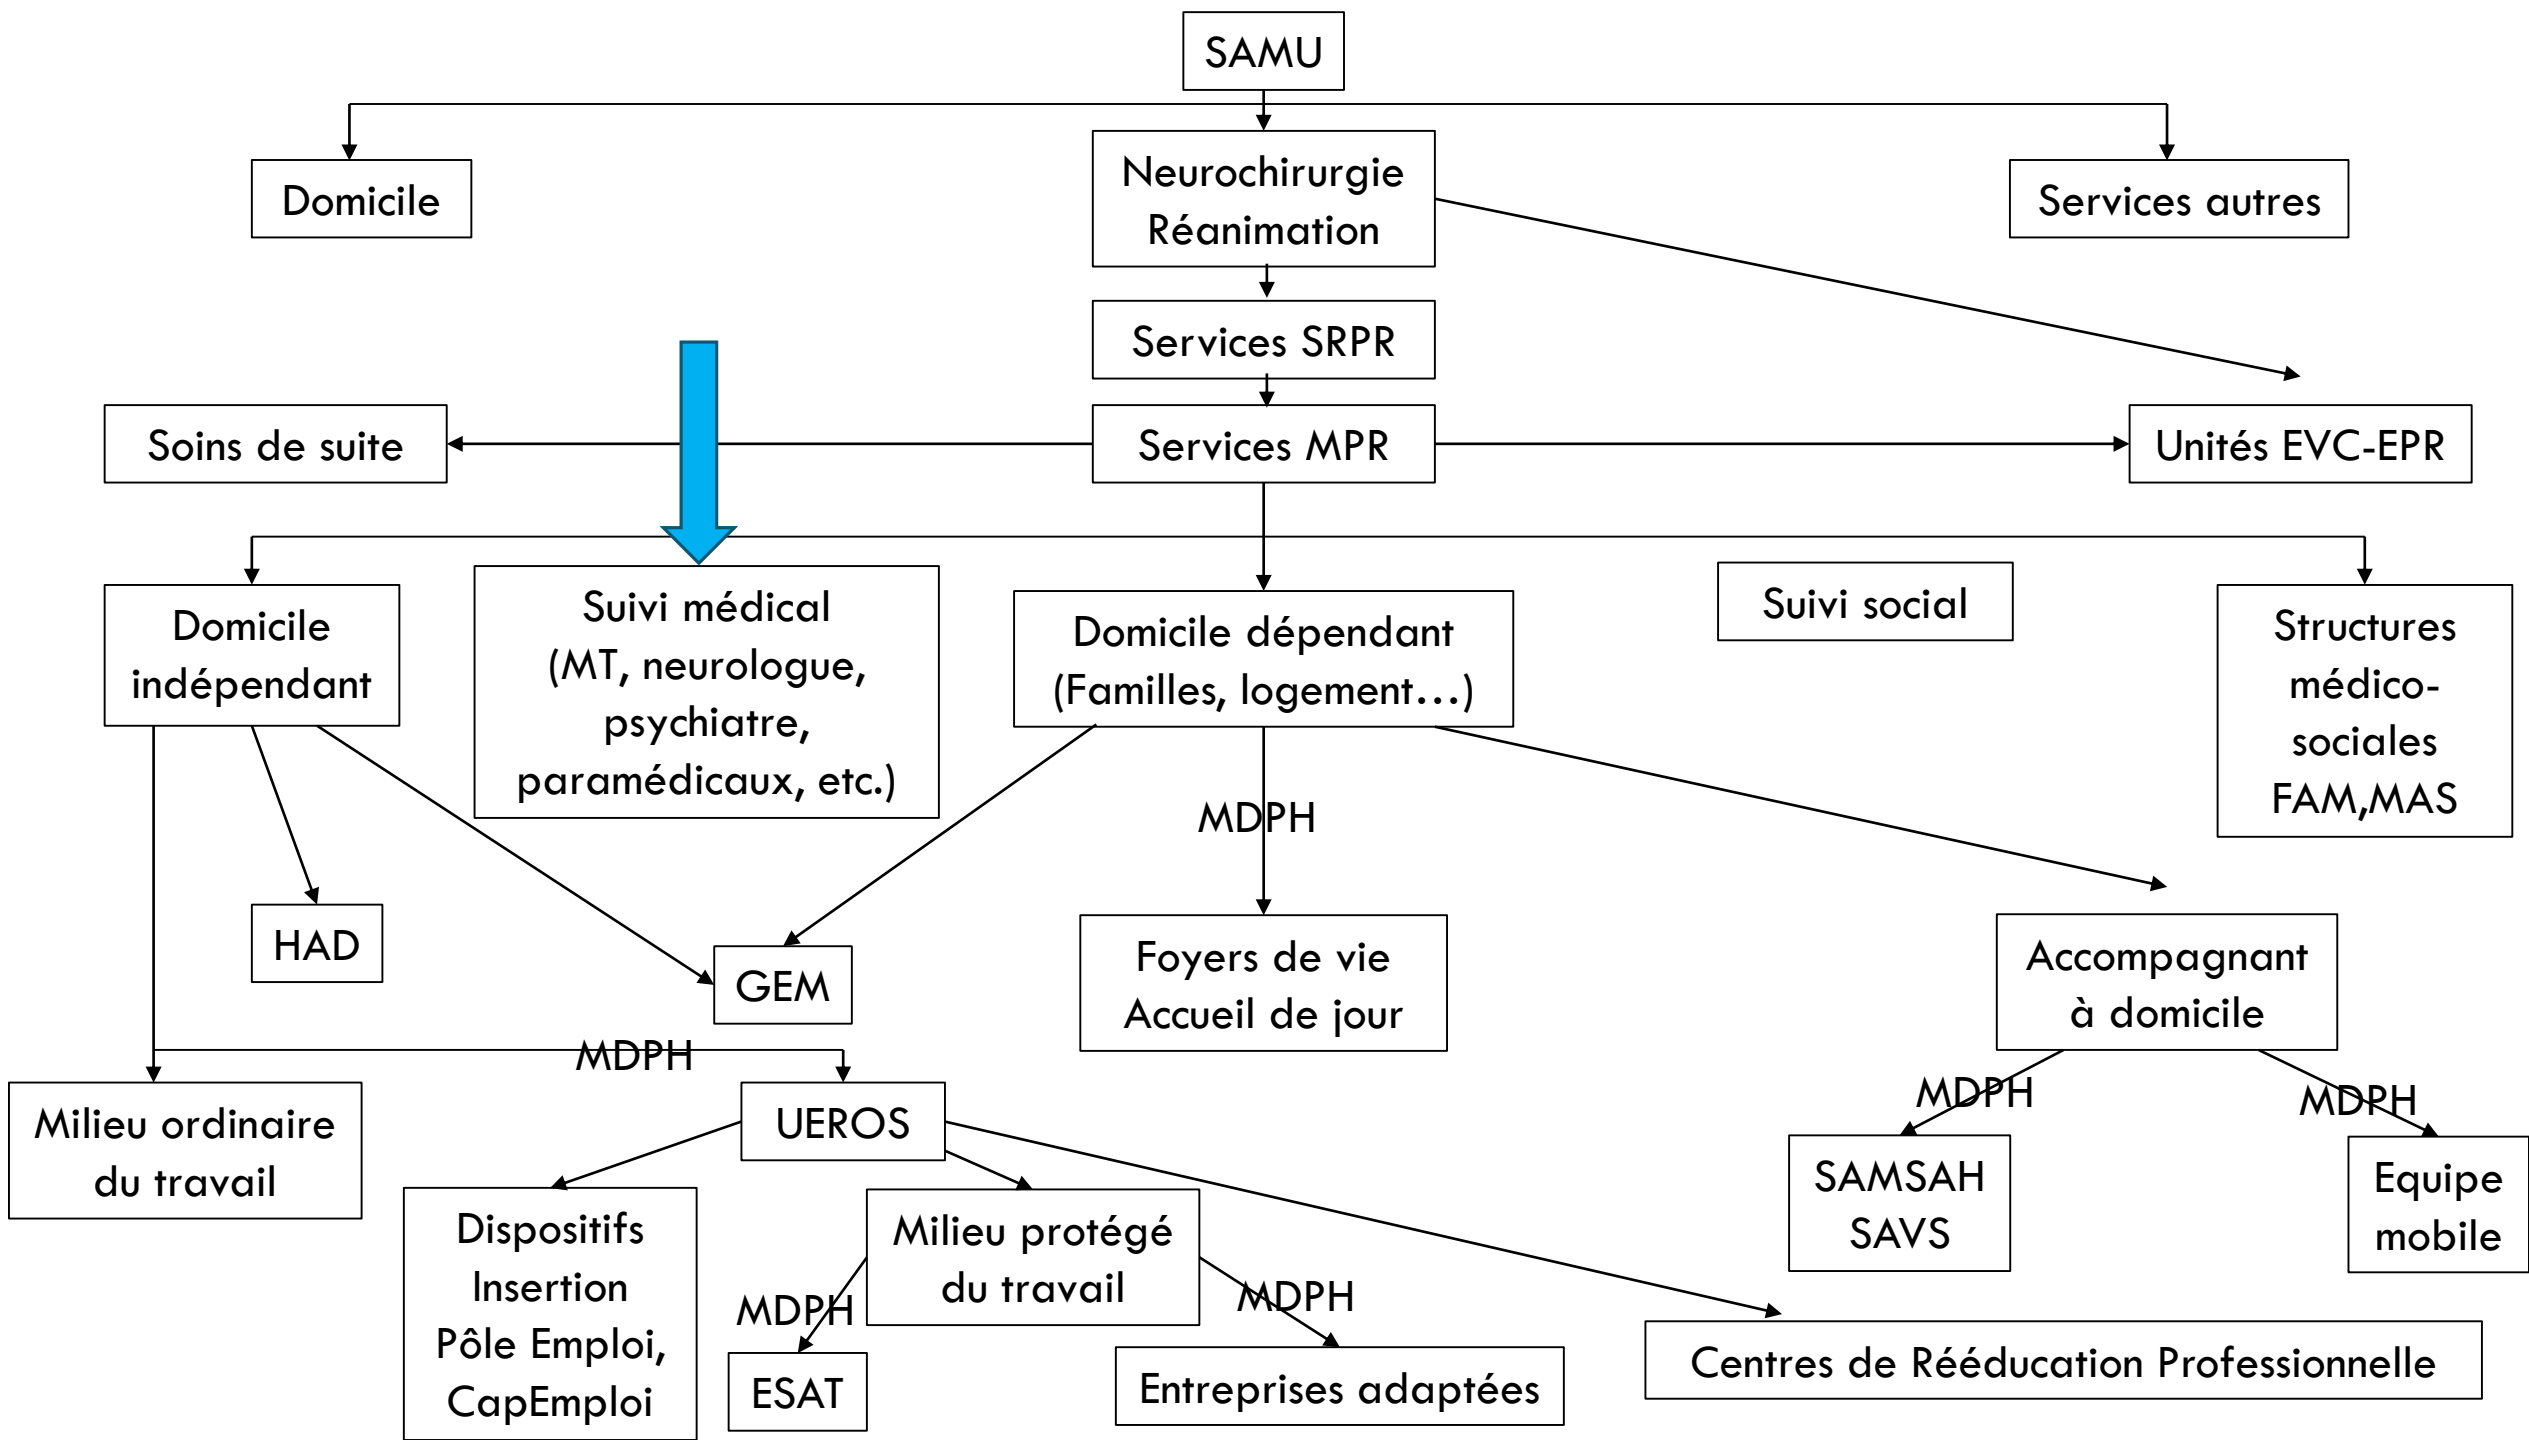 SAMU
Domicile
Neurochirurgie
Réanimation
Services autres
Services SRPR
Soins de suite
Services MPR
Unités EVC-EPR
Domicile
indépendant
Suivi médical
(MT, neurologue,
psychiatre,
paramédicaux, etc.)
Domicile dépendant
(Familles, logement…)
Suivi social
Structures
médico-
sociales
FAM,MAS
MDPH
HAD
GEM
Foyers de vie
Accueil de jour
Accompagnant
à domicile
MDPH
MDPH
MDPH
Milieu ordinaire
du travail
UEROS
SAMSAH
SAVS
Equipe
mobile
Dispositifs
Insertion
Pôle Emploi,
CapEmploi
Milieu protégé
du travail
MDPH
MDPH
ESAT
Entreprises adaptées
Centres de Rééducation Professionnelle